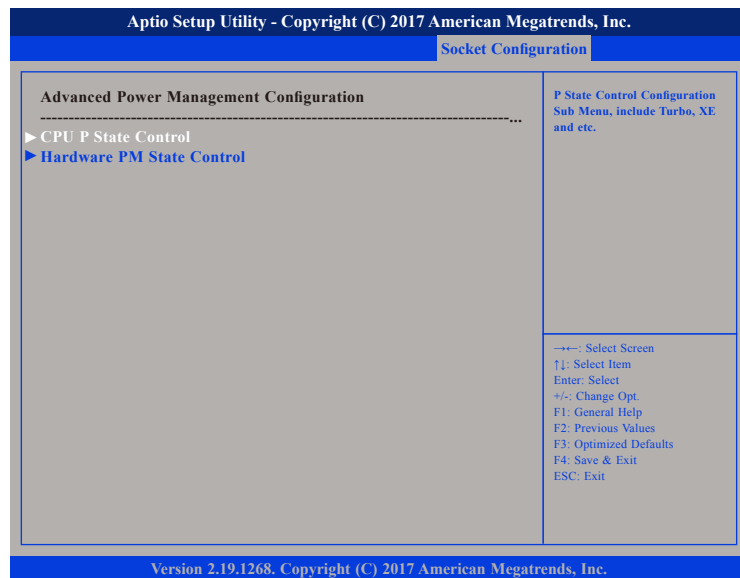 Aptio Setup Utility - Copyright (C) 2017 American Megatrends, Inc.
Socket Configuration
Advanced Power Management Configuration
--------------------------------------------------------------------------------...
▶ CPU P State Control
▶ Hardware PM State Control
P State Control Configuration
Sub Menu, include Turbo, XE
and etc.
→←: Select Screen
↑↓: Select Item
Enter: Select
+/-: Change Opt.
F1: General Help
F2: Previous Values
F3: Optimized Defaults
F4: Save & Exit
ESC: Exit
Version 2.19.1268. Copyright (C) 2017 American Megatrends, Inc.